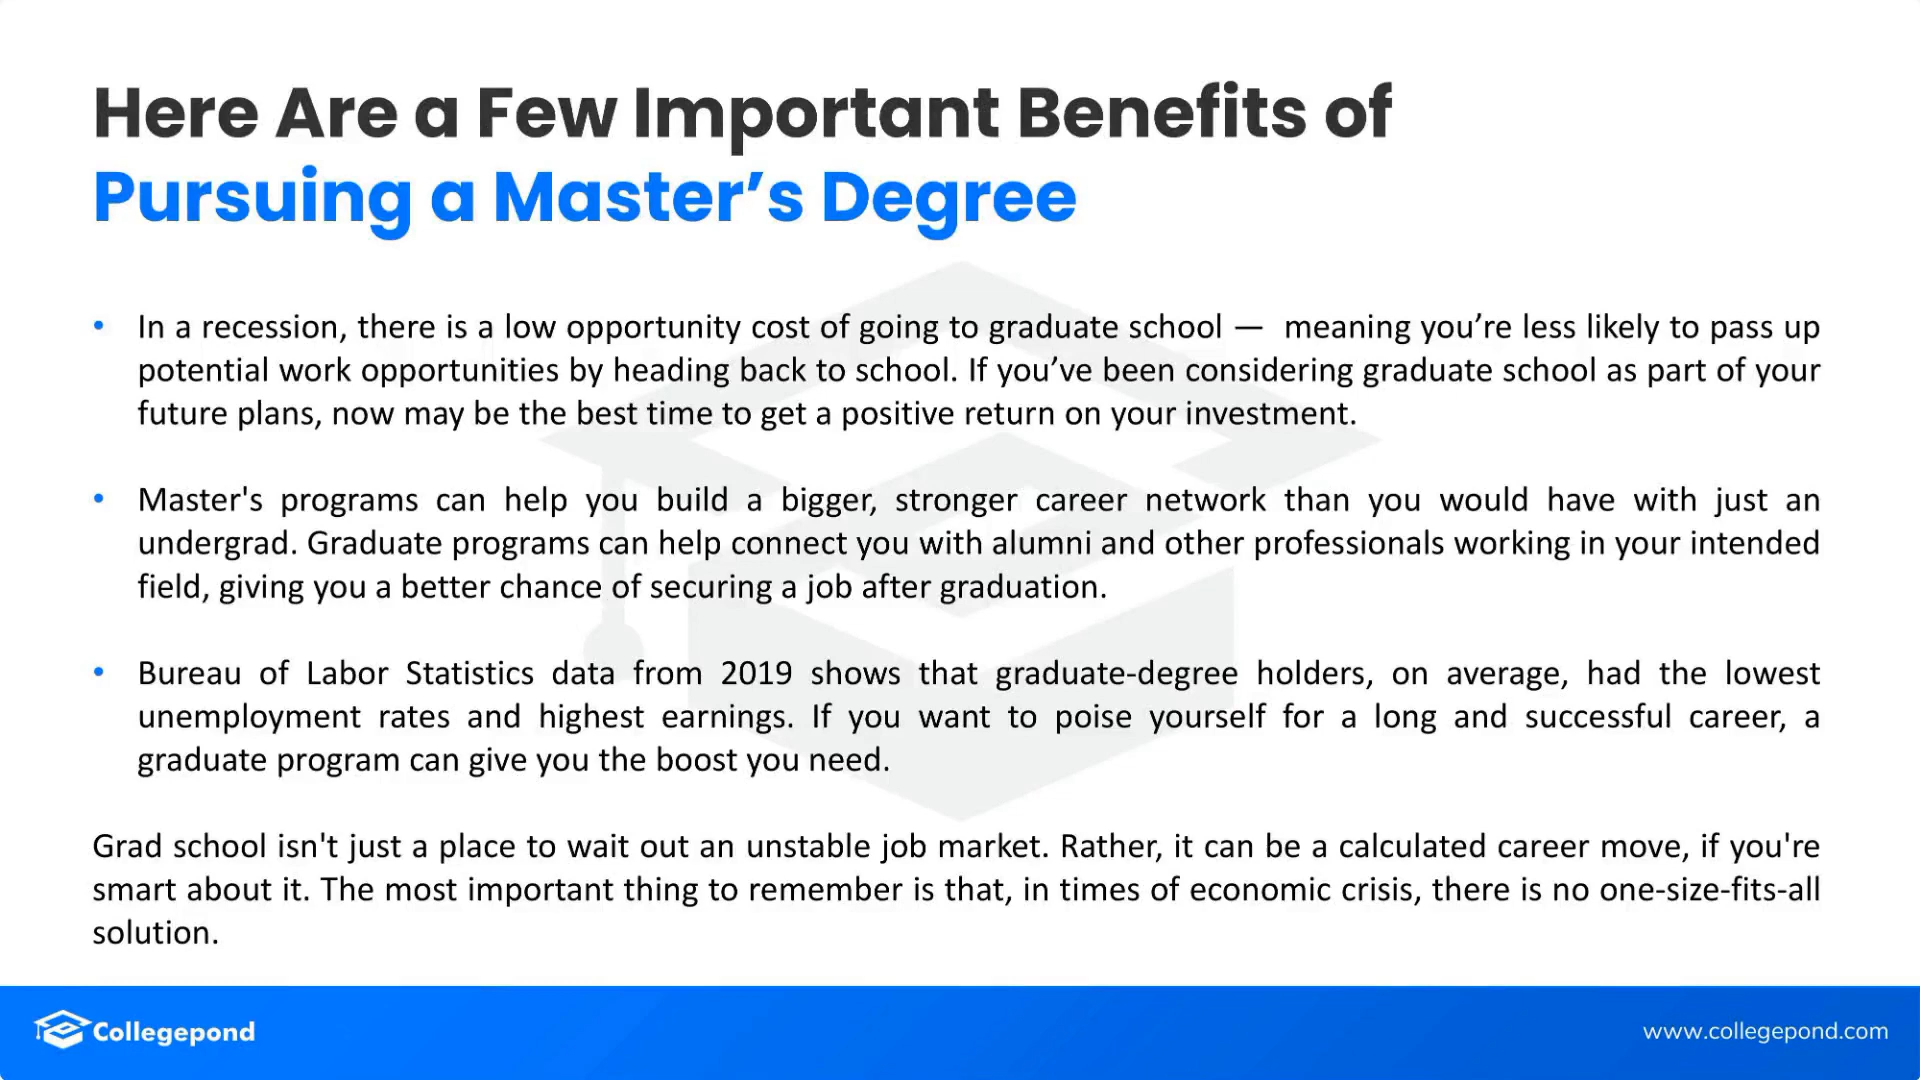 Here Are a Few Important Benefits of
Pursuing a Master’s Degree
• In a recession, there is a low opportunity cost of going to graduate school — meaning you’re less likely to pass up
potential work opportunities by heading back to school. If you’ve been considering graduate school as part of your
future plans, now may be the best time to get a positive return on your investment.
• Master's programs can help you build a bigger, stronger career network than you would have with just an
undergrad. Graduate programs can help connect you with alumni and other professionals working in your intended
field, giving you a better chance of securing a job after graduation.
• Bureau of Labor Statistics data from 2019 shows that graduate-degree holders, on average, had the lowest
unemployment rates and highest earnings. If you want to poise yourself for a long and successful career, a
graduate program can give you the boost you need.
Grad school isn't just a place to wait out an unstable job market. Rather, it can be a calculated career move, if you're
smart about it. The most important thing to remember is that, in times of economic crisis, there is no one-size-fits-all
solution.
Collegepond
www.collegepond.com